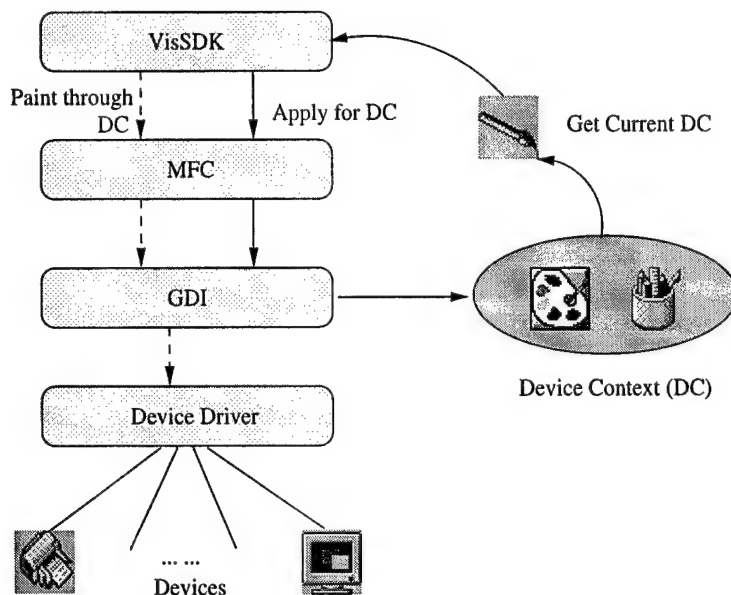 VisSDK
Paint through
DC
Apply for DC
Get Current DC
MFC
GDI
Device Context (DC)
Device Driver
... ...
Devices